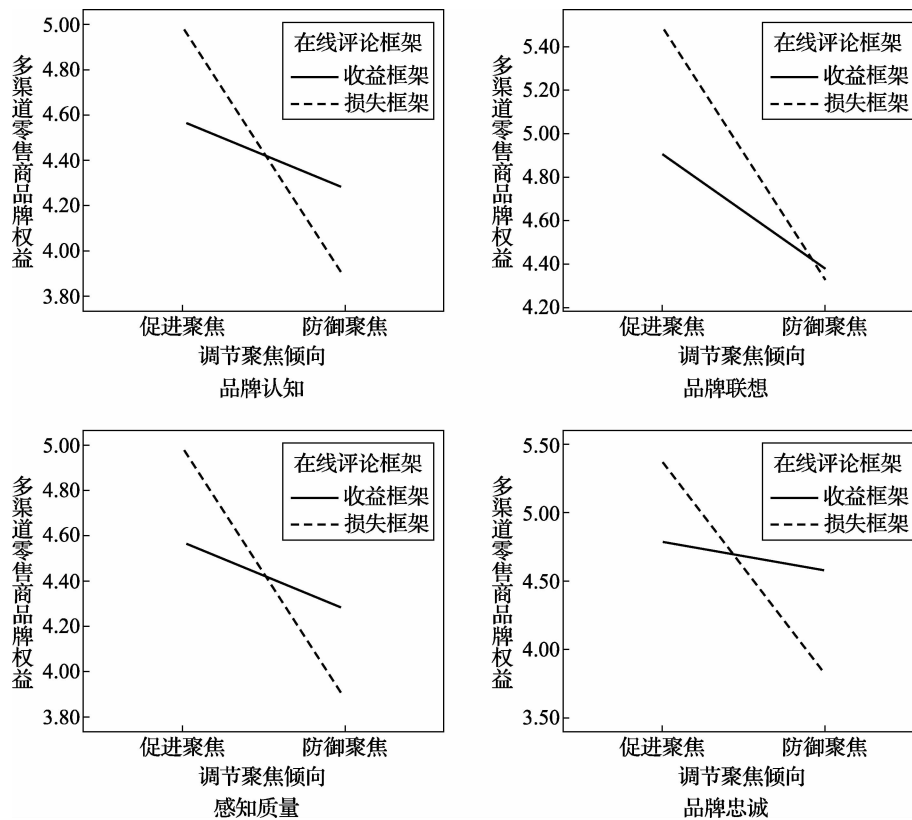 多渠道零售商品牌权益
5.00
4.80
4.60
4.40
4.20
4.00
3.80
在线评论框架
收益框架
损失框架
促进聚焦 防御聚焦
调节聚焦倾向
品牌认知
多渠道零售商品牌权益
5.40
5.20
5.00
4.80
4.60
4.40
4.20
在线评论框架
收益框架
损失框架
促进聚焦 防御聚焦
调节聚焦倾向
品牌联想
多渠道零售商品牌权益
5.00
4.80
4.60
4.40
4.20
4.00
3.80
在线评论框架
收益框架
损失框架
促进聚焦 防御聚焦
调节聚焦倾向
感知质量
多渠道零售商品牌权益
5.50
5.00
4.50
4.00
3.50
在线评论框架
收益框架
损失框架
促进聚焦 防御聚焦
调节聚焦倾向
品牌忠诚